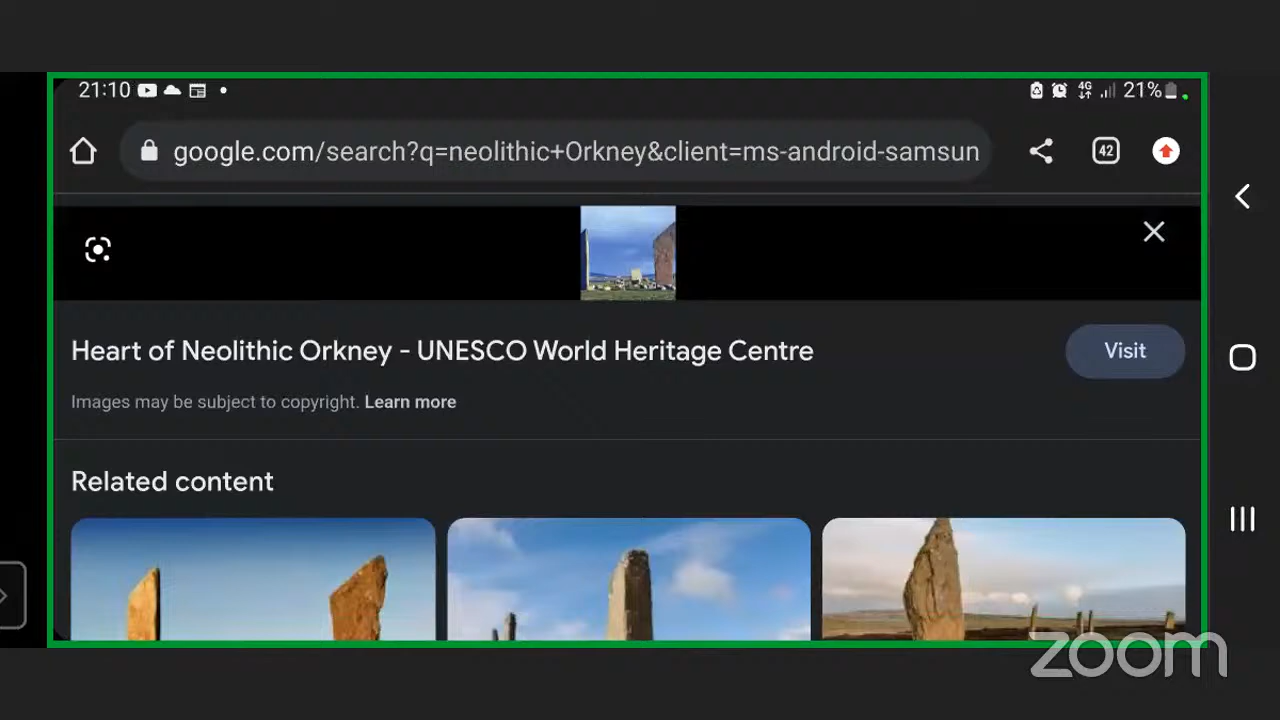 21:10
4G
21%
google.com/search?q=neolithic+Orkney&client=ms-android-samsun
42
Heart of Neolithic Orkney - UNESCO World Heritage Centre
Visit
Images may be subject to copyright. Learn more
Related content
zoom